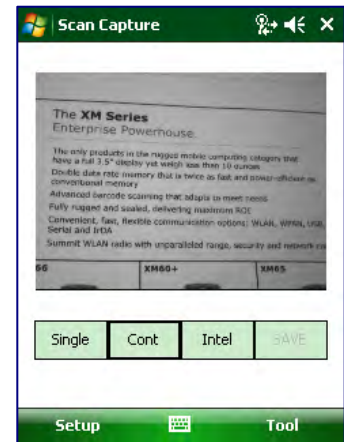 Scan Capture
The XM Series
Enterprise Powerhouse
The only products in the rugged mobile computing category that
have a full 3.5" display yet weigh less than 10 ounces
Double data rate memory that is twice as fast and power-efficient as
conventional memory
Advanced barcode scanning that adapts to meet needs
Fully rugged and sealed, delivering maximum ROI
Convenient, fast, flexible communication options: WLAN, WPAN, USB,
Serial and IrDA
Summit WLAN radio with unparalleled range, security and network
66 XM60+ XM65
Single Cont Intel SAVE
Setup Tool